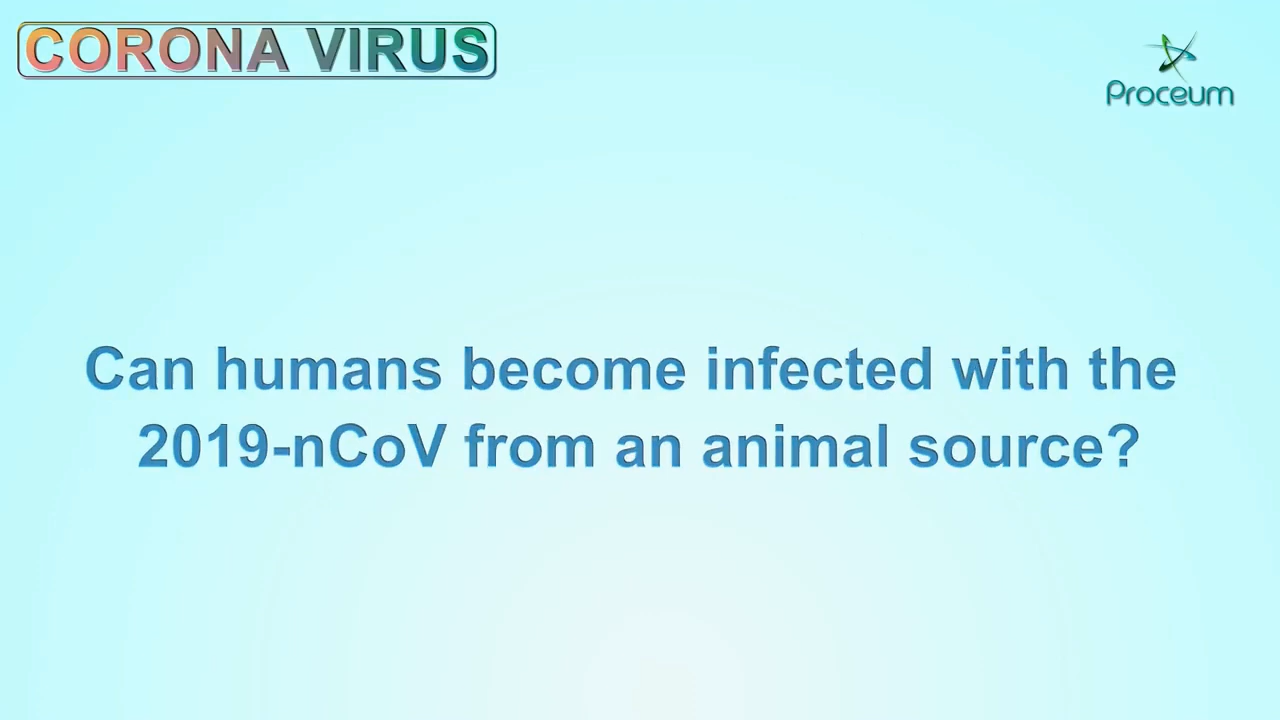 CORONA VIRUS
Proceum
Can humans become infected with the
2019-nCoV from an animal source?